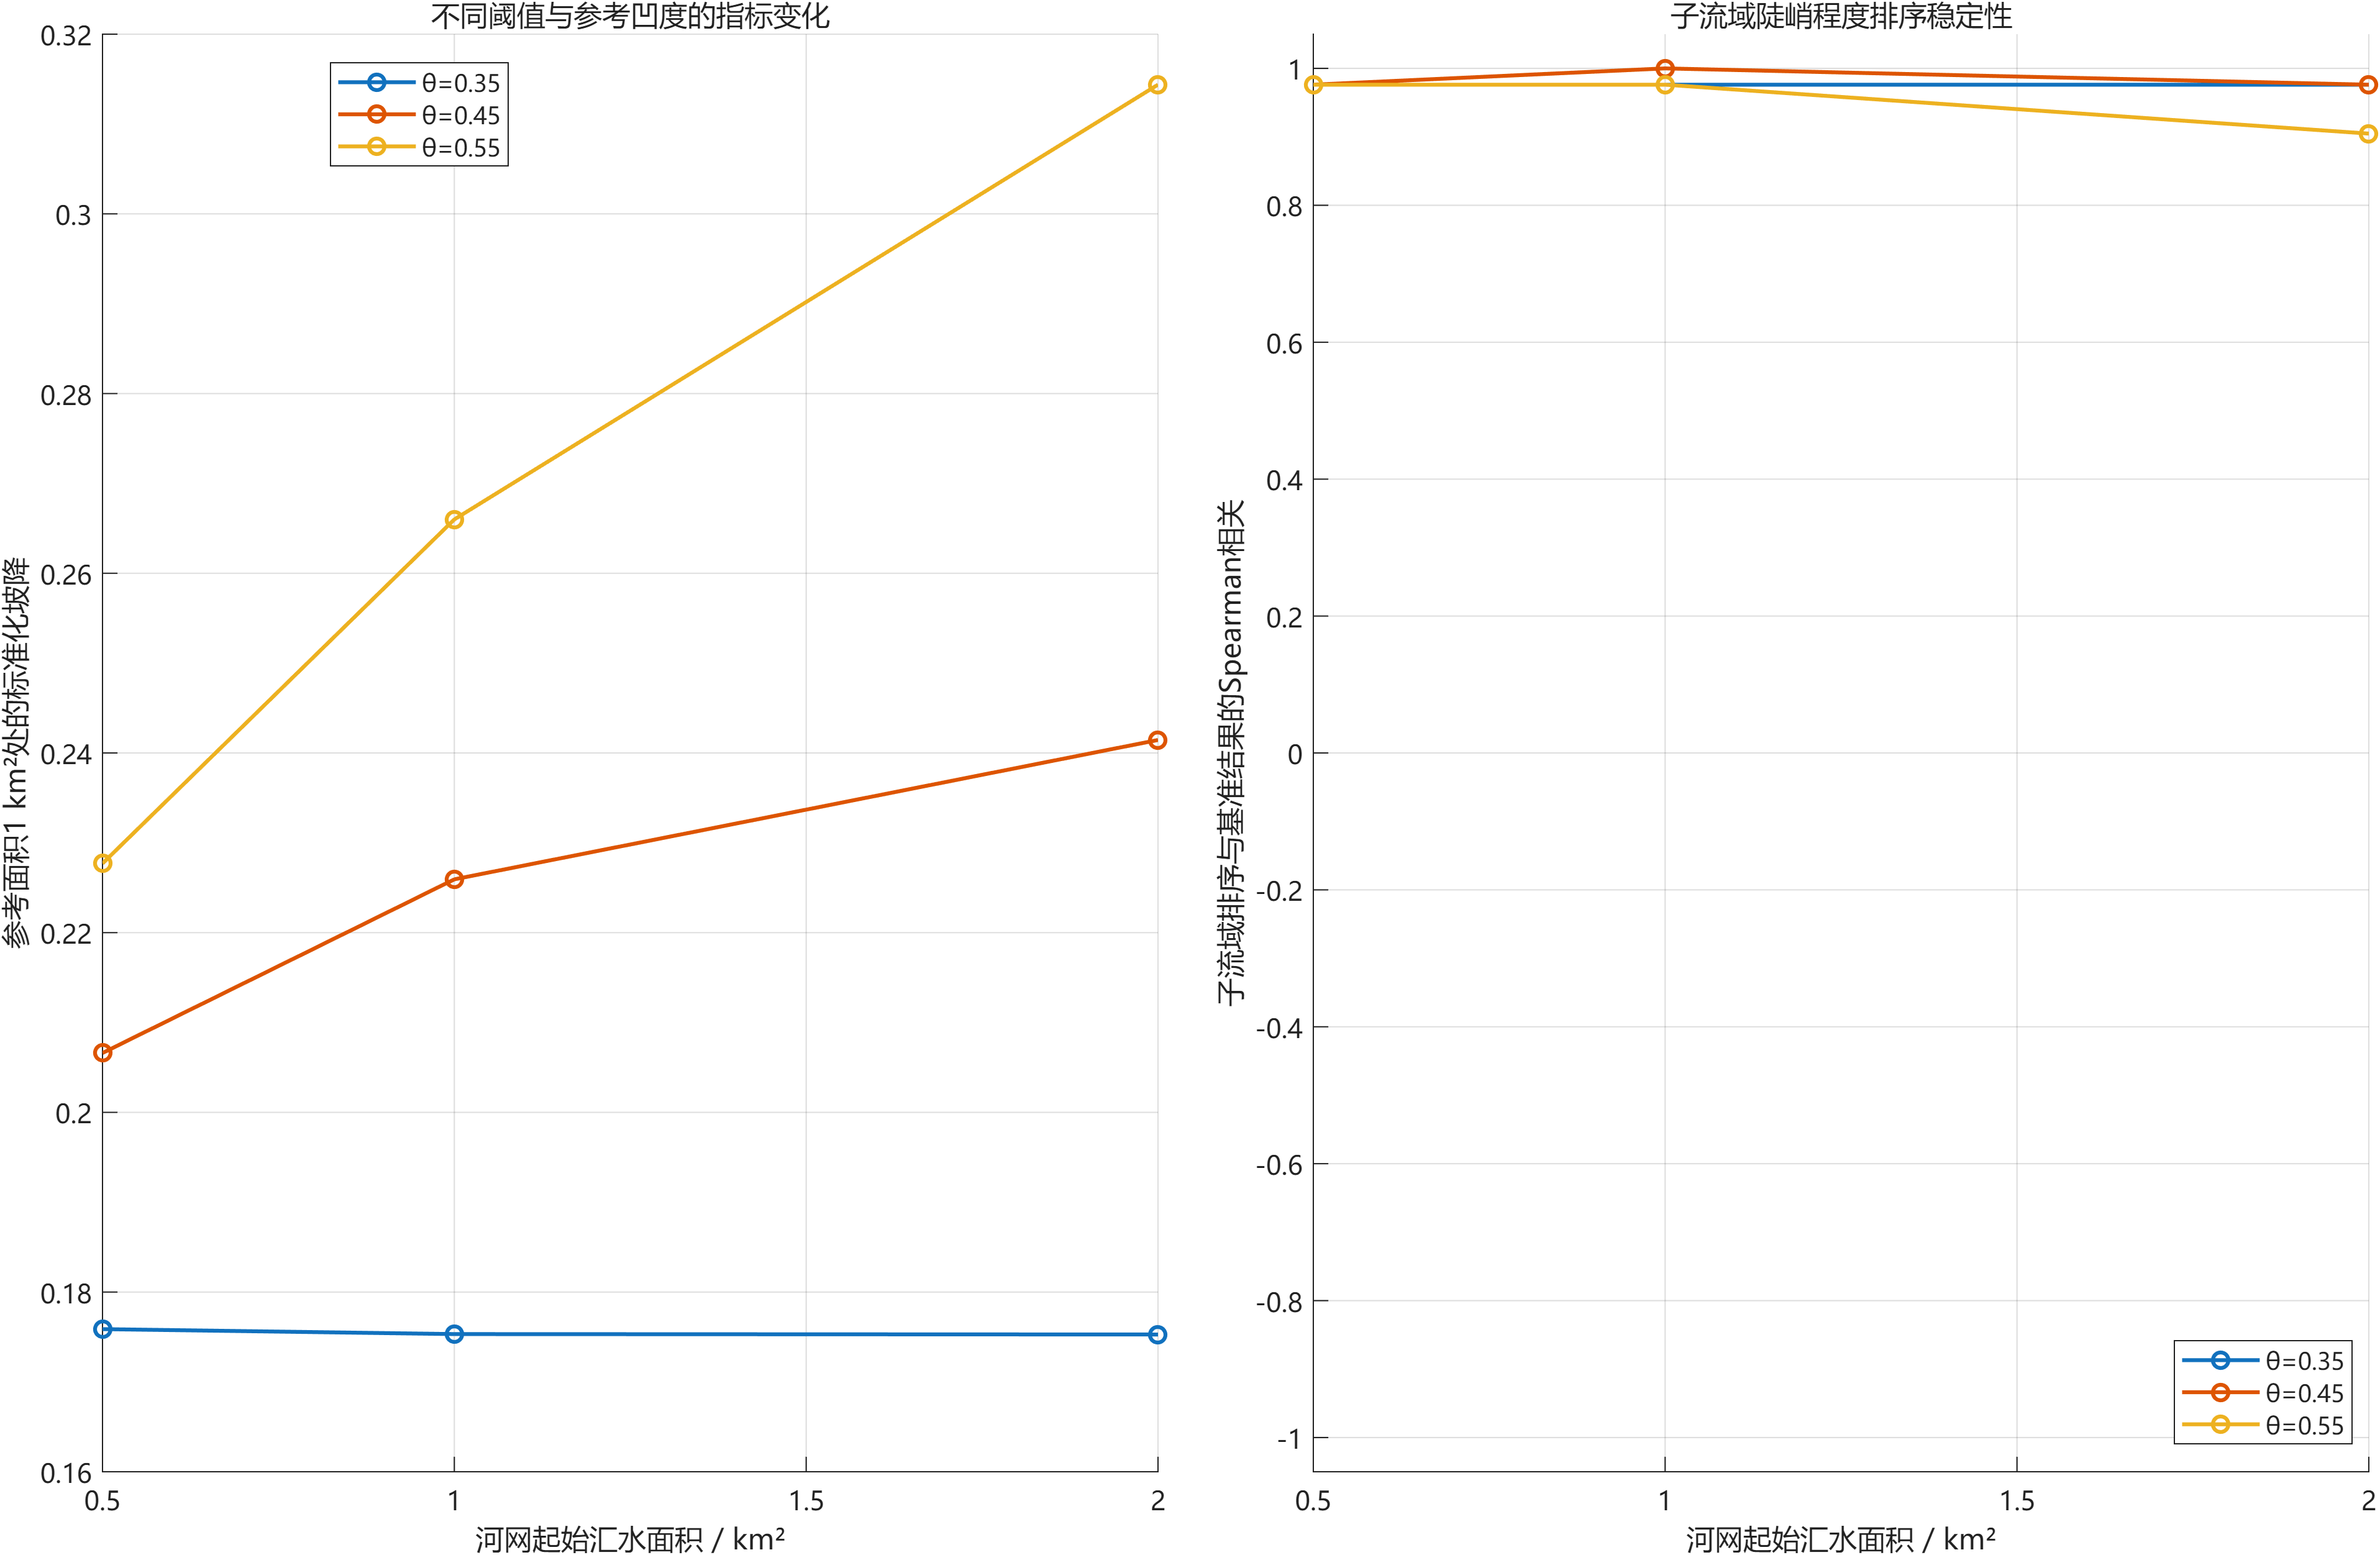 不同阈值与参考凹度的指标变化
0.32
0.3
0.28
0.26
0.24
0.22
0.2
0.18
0.16
参考面积1 km²处的标准化坡降
θ=0.35
θ=0.45
θ=0.55
0.5
1
1.5
2
河网起始汇水面积 / km²
子流域陡峭程度排序稳定性
1
0.8
0.6
0.4
0.2
0
-0.2
-0.4
-0.6
-0.8
-1
子流域排序与基准结果的Spearman相关
θ=0.35
θ=0.45
θ=0.55
0.5
1
1.5
2
河网起始汇水面积 / km²